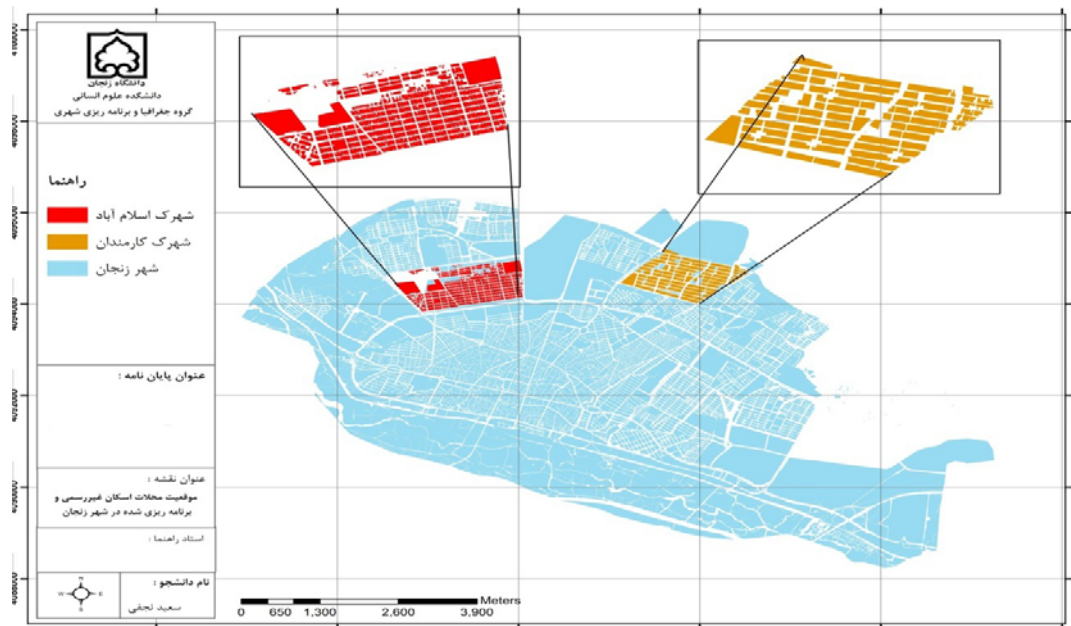 دانشگاه زنجان
دانشکده علوم انسانی
گروه جغرافیا و برنامه ریزی شهری
راهنما
شهرک اسلام آباد
شهرک کارمندان
شهر زنجان
عنوان پایان نامه :
عنوان نقشه :
موقعیت محلات اسکان غیررسمی و
برنامه ریزی شده در شهر زنجان
استاد راهنما :
نام دانشجو :
سعید نجفی
N
W E
S
Meters
0 650 1,300 2,600 3,900